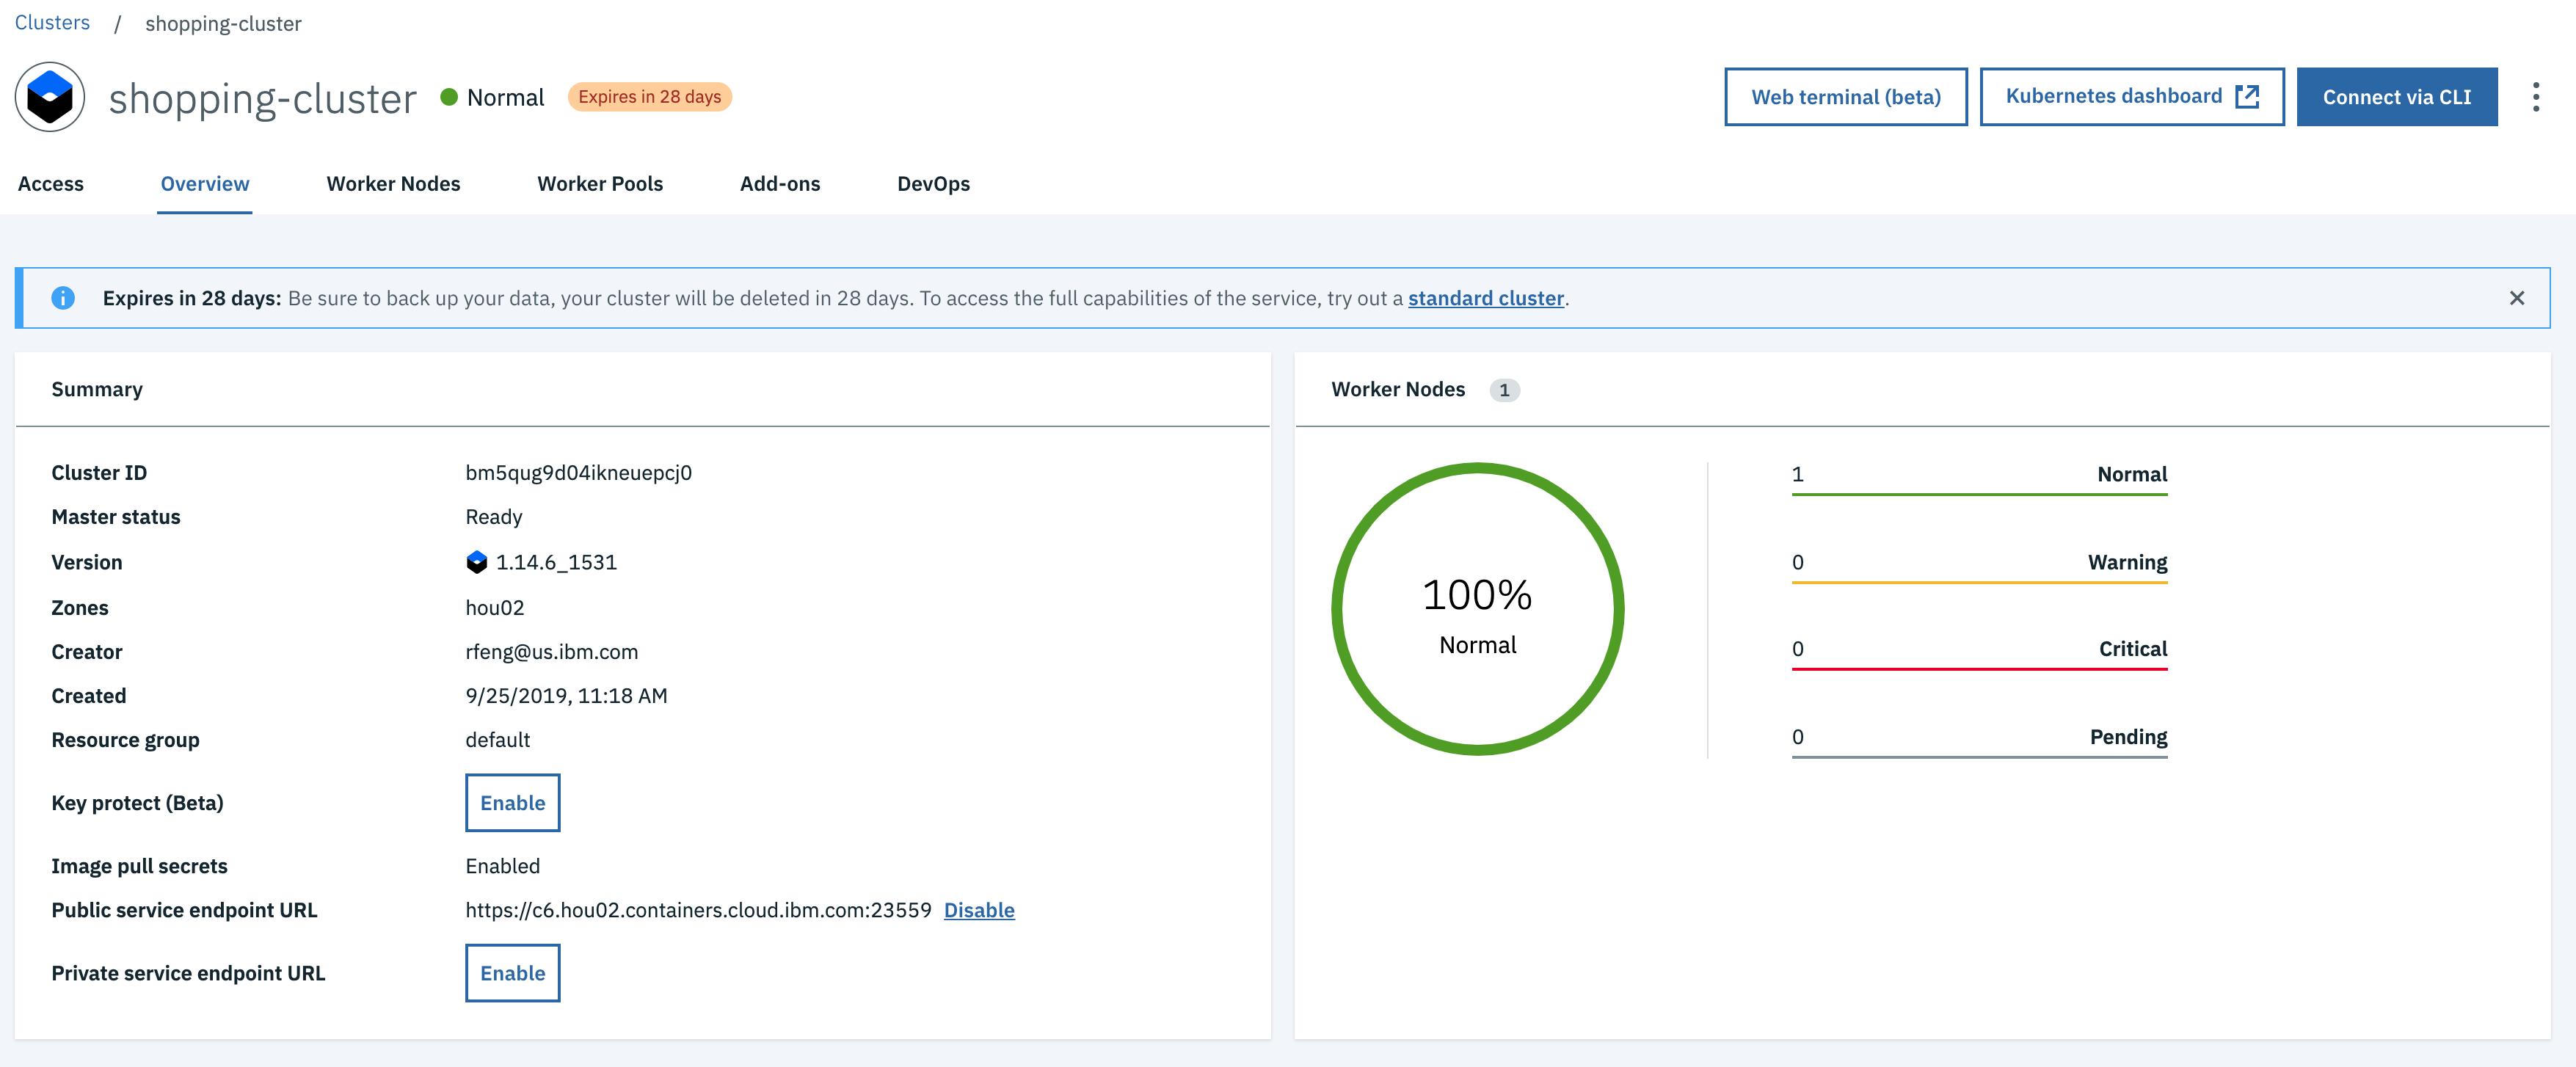 Clusters / shopping-cluster
shopping-cluster Normal Expires in 28 days
Web terminal (beta) Kubernetes dashboard Connect via CLI
Access Overview Worker Nodes Worker Pools Add-ons DevOps
Expires in 28 days: Be sure to back up your data, your cluster will be deleted in 28 days. To access the full capabilities of the service, try out a standard cluster.
Summary
Cluster ID bm5qug9d04ikneuepcj0
Master status Ready
Version 1.14.6_1531
Zones hou02
Creator rfeng@us.ibm.com
Created 9/25/2019, 11:18 AM
Resource group default
Key protect (Beta) Enable
Image pull secrets Enabled
Public service endpoint URL https://c6.hou02.containers.cloud.ibm.com:23559 Disable
Private service endpoint URL Enable
Worker Nodes 1
100%
Normal
1 Normal
0 Warning
0 Critical
0 Pending